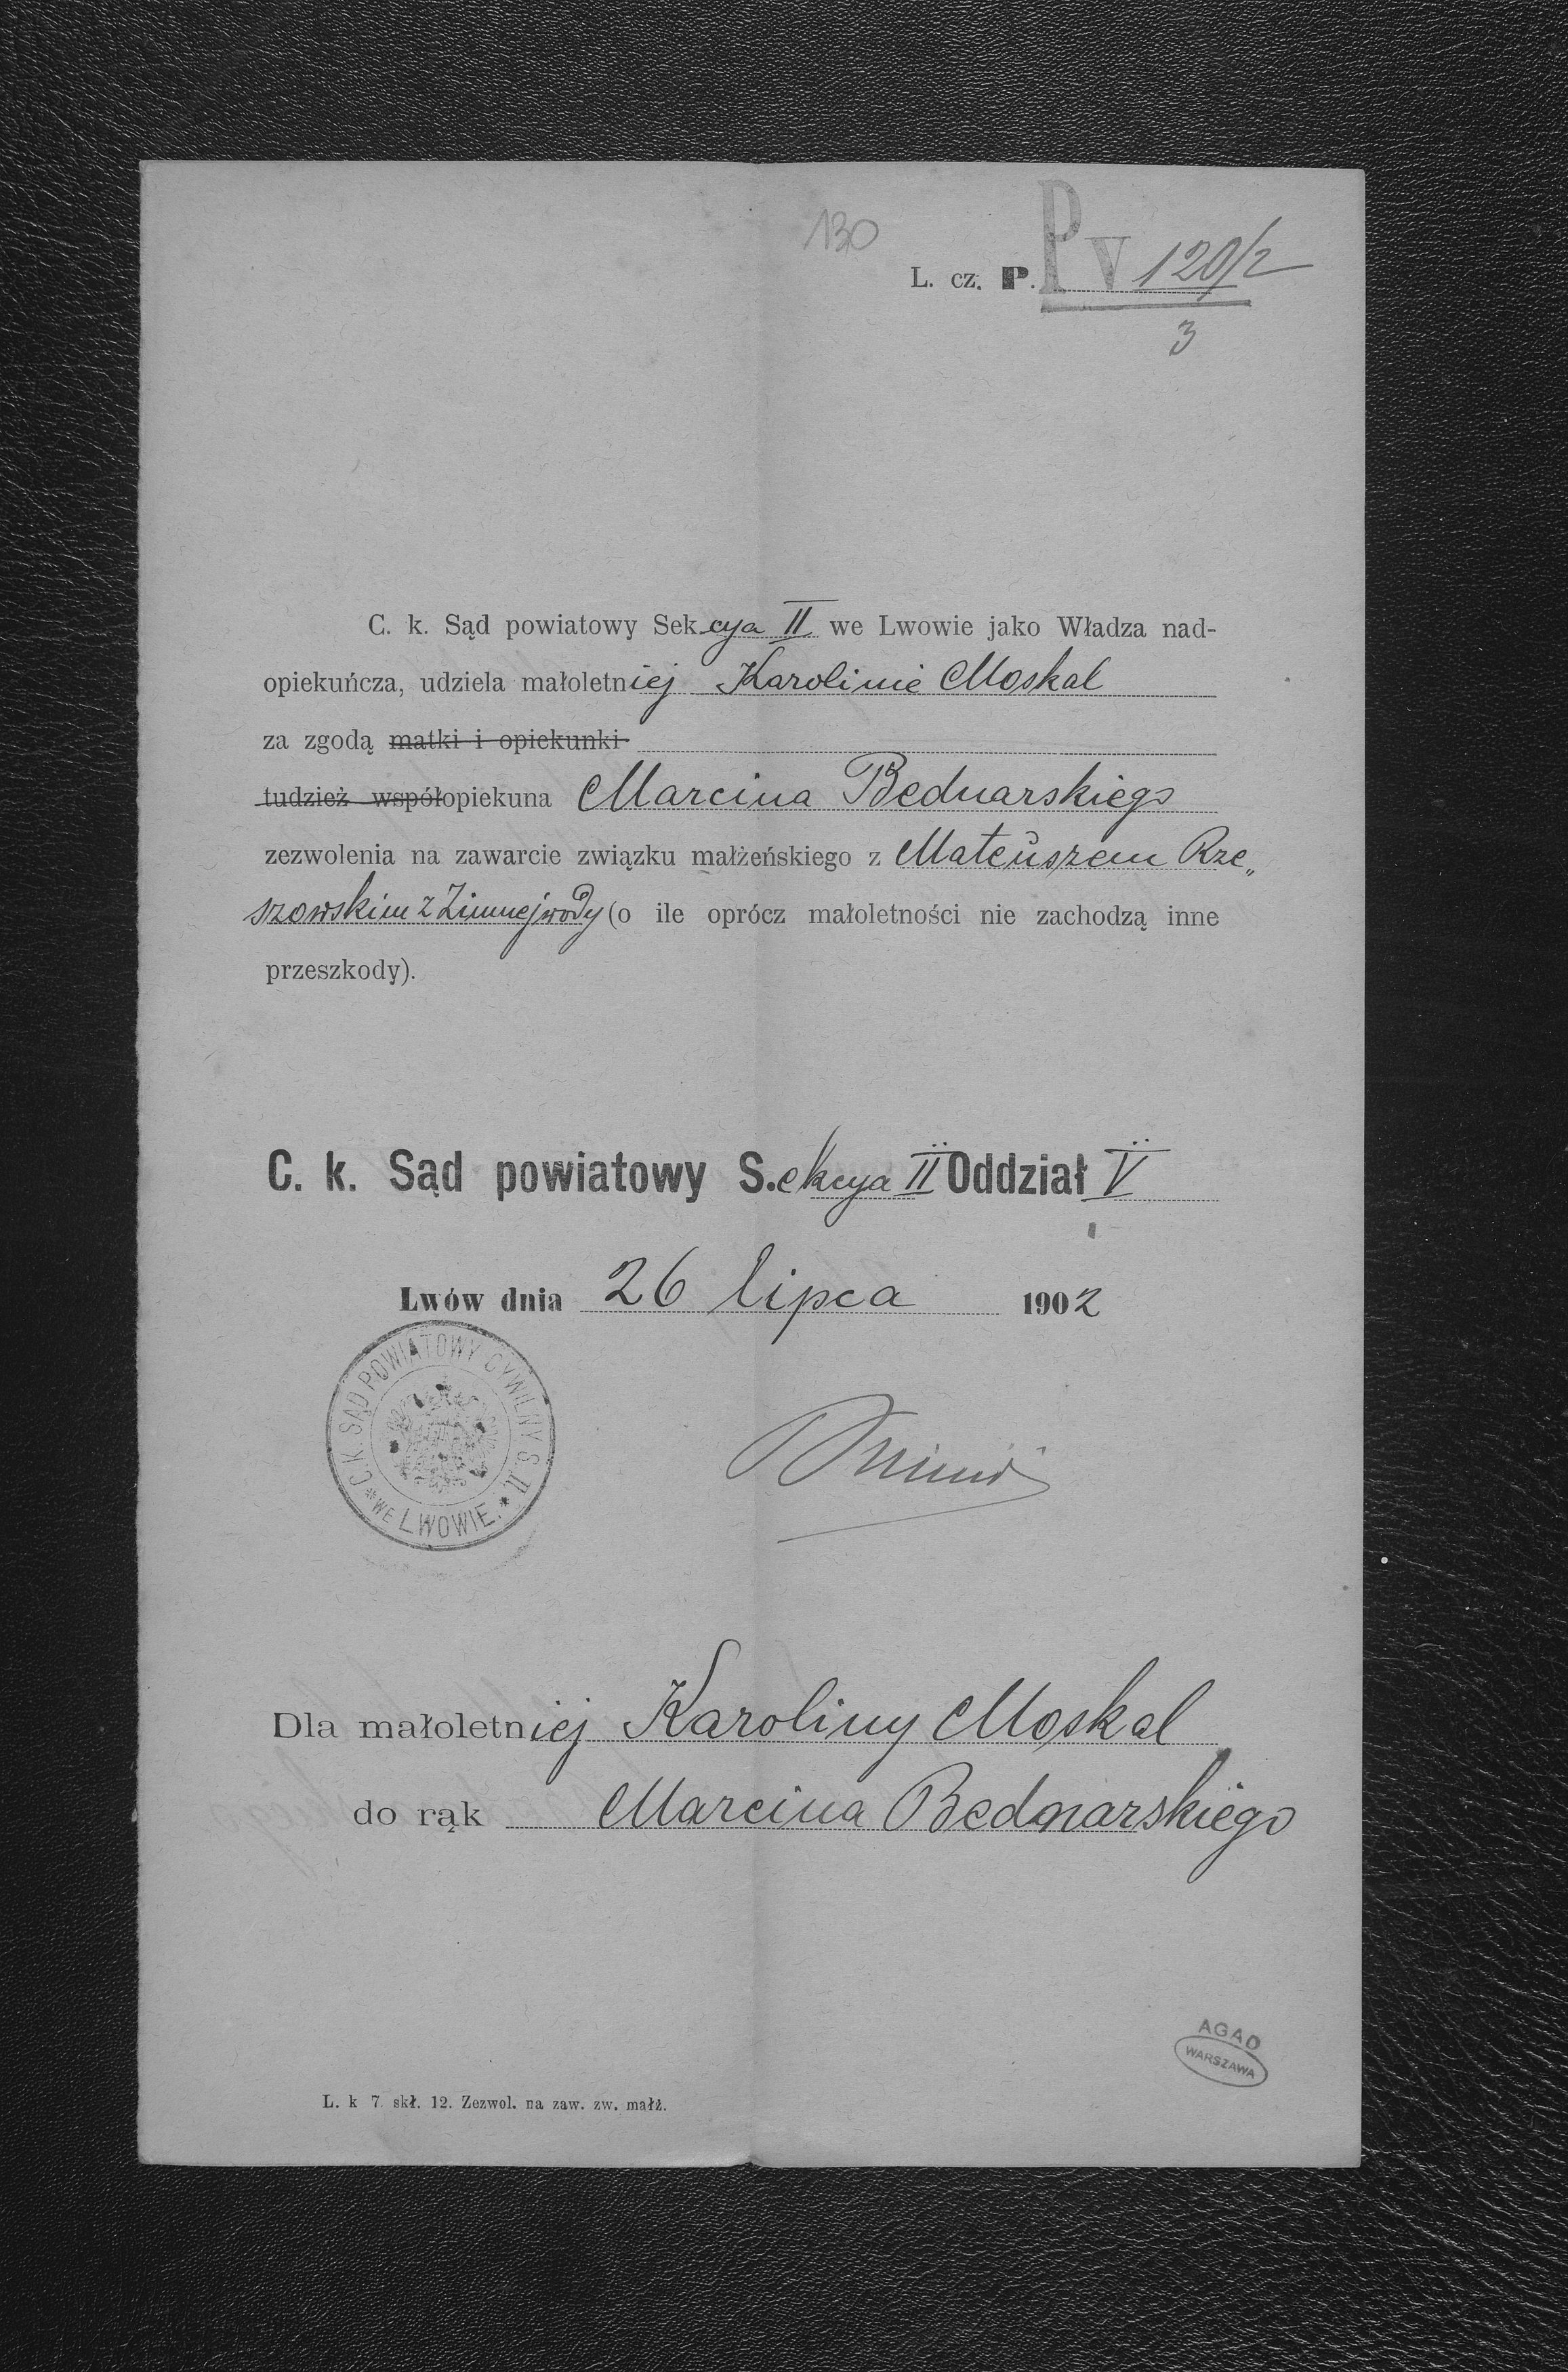 130
L. cz. P. P V 120/2
3
C. k. Sąd powiatowy Sekcya II we Lwowie jako Władza nad-
opiekuńcza, udziela małoletniej Karolinie Moskal
za zgodą matki i opiekunki
tudzież współopiekuna Marcina Bednarskiego
zezwolenia na zawarcie związku małżeńskiego z Mateuszem Rze„
szowskim z Zimnejwody (o ile oprócz małoletności nie zachodzą inne
przeszkody).
C. k. Sąd powiatowy S.ekcya II Oddział V
Lwów dnia 26 lipca 1902
C.K. SĄD POWIATOWY CYWILNY S. II.
* WE LWOWIE. *
Dla małoletniej Karoliny Moskal
do rąk Marcina Bednarskiego
AGAD
WARSZAWA
L. k 7. skł. 12. Zezwol. na zaw. zw. małż.